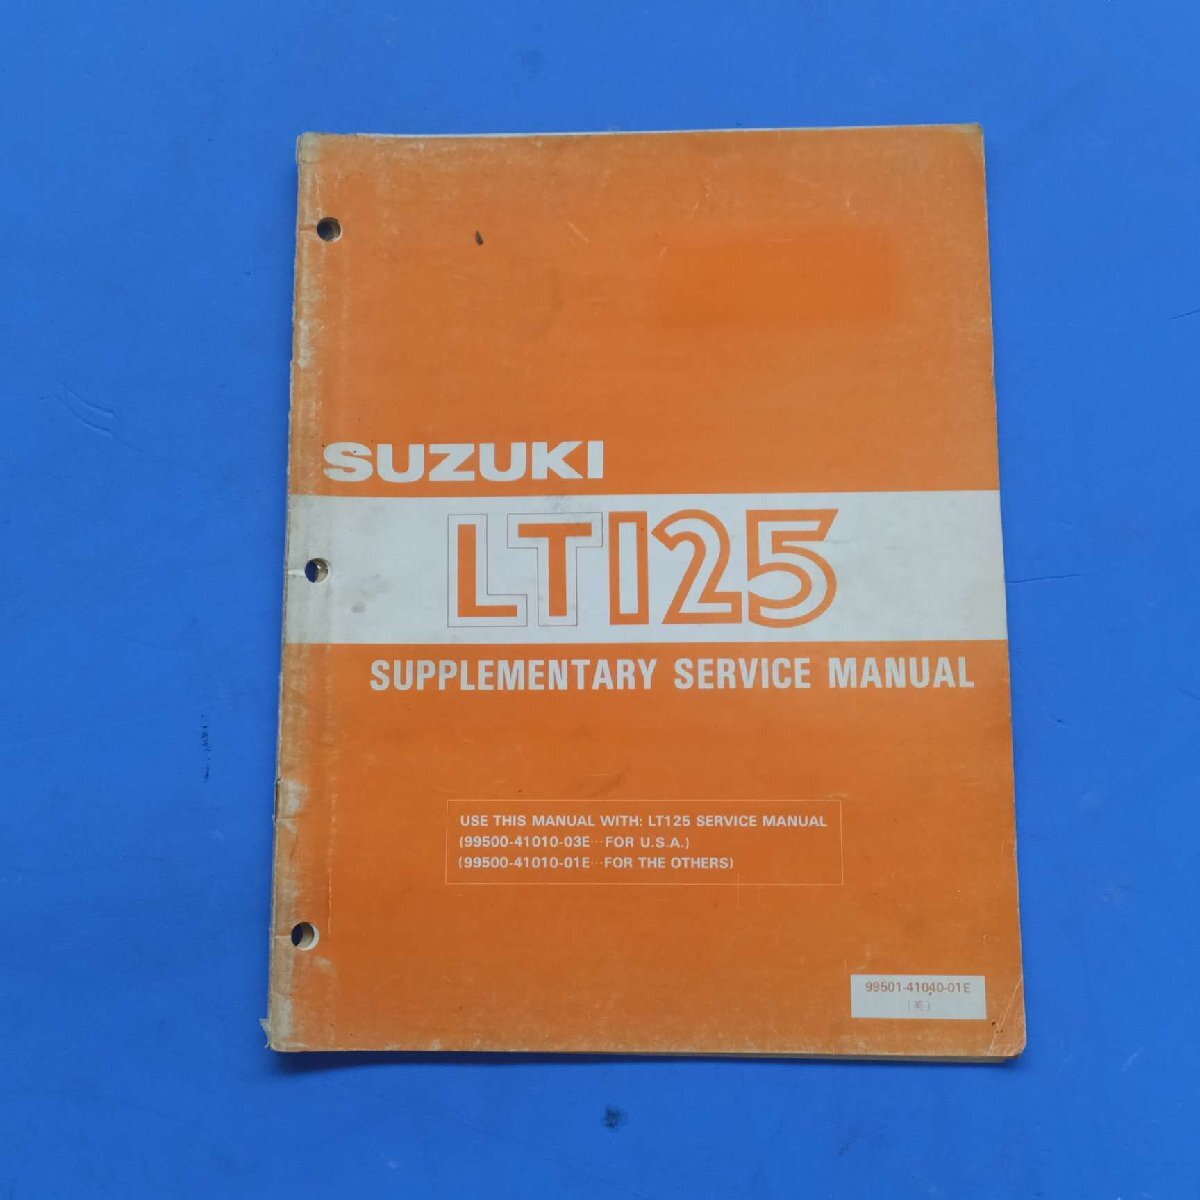 SUZUKI
LT125
SUPPLEMENTARY SERVICE MANUAL
USE THIS MANUAL WITH: LT125 SERVICE MANUAL
(99500-41010-03E···FOR U.S.A.)
(99500-41010-01E···FOR THE OTHERS)
99501-41040-01E
(英)